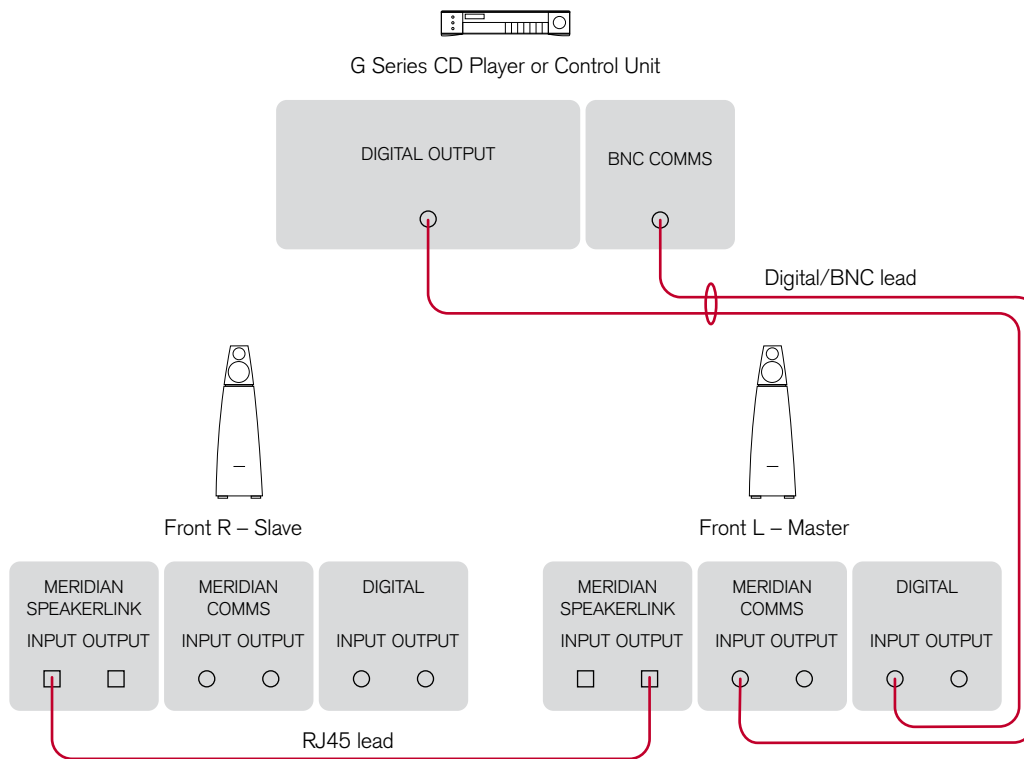 G Series CD Player or Control Unit
DIGITAL OUTPUT
BNC COMMS
Digital/BNC lead
Front R – Slave
Front L – Master
MERIDIAN
SPEAKERLINK
INPUT OUTPUT
MERIDIAN
COMMS
INPUT OUTPUT
DIGITAL
INPUT OUTPUT
MERIDIAN
SPEAKERLINK
INPUT OUTPUT
MERIDIAN
COMMS
INPUT OUTPUT
DIGITAL
INPUT OUTPUT
RJ45 lead